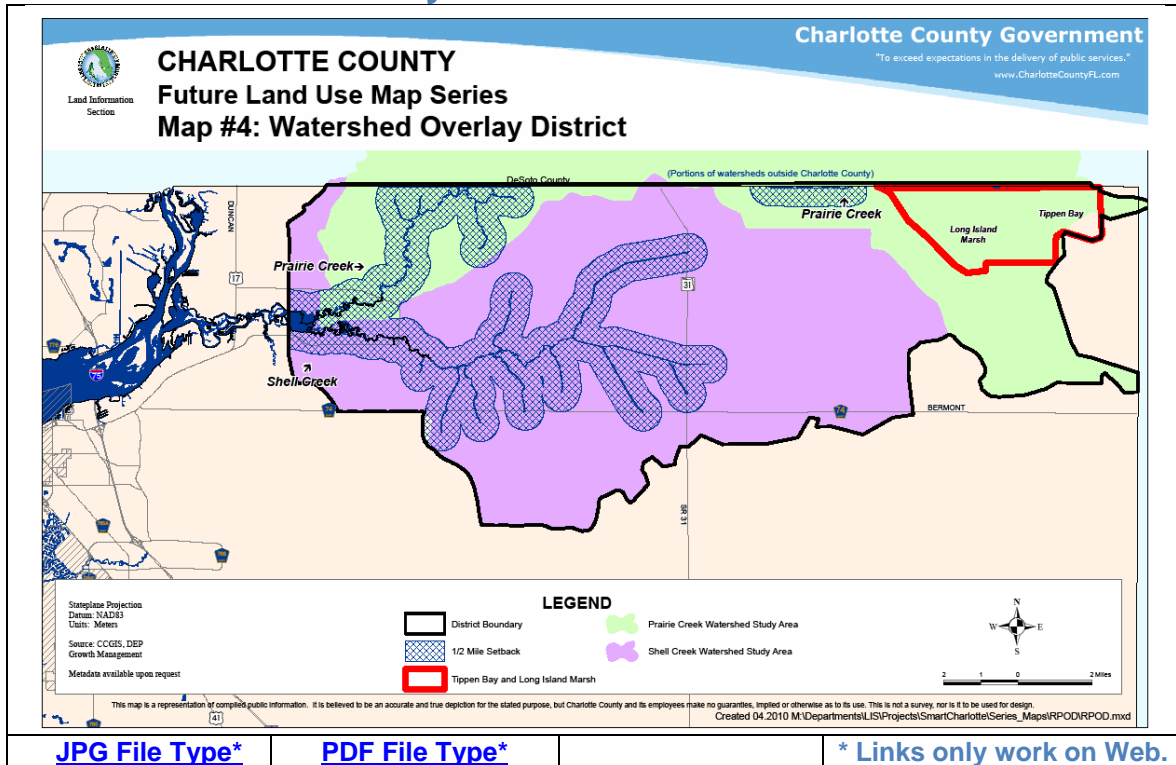 Charlotte County Government
"To exceed expectations in the delivery of public services."
www.CharlotteCountyFL.com
Land Information
Section
CHARLOTTE COUNTY
Future Land Use Map Series
Map #4: Watershed Overlay District
DeSoto County
(Portions of watersheds outside Charlotte County)
DUNCAN
17
Prairie Creek
Prairie Creek
Long Island
Marsh
Tippen Bay
31
75
Shell Creek
74
74
BERMONT
SR 31
LEGEND
Stateplane Projection
Datum: NAD83
Units: Meters
Source: CCGIS, DEP
Growth Management
Metadata available upon request
District Boundary
1/2 Mile Setback
Tippen Bay and Long Island Marsh
Prairie Creek Watershed Study Area
Shell Creek Watershed Study Area
N
W E
S
2 1 0 2 Miles
This map is a representation of compiled public information. It is believed to be an accurate and true depiction for the stated purpose, but Charlotte County and its employees make no guaranties, implied or otherwise as to its use. This is not a survey, nor is it to be used for design.
Created 04.2010 M:\Departments\LIS\Projects\SmartCharlotte\Series_Maps\RPOD\RPOD.mxd
41
JPG File Type*
PDF File Type*
* Links only work on Web.